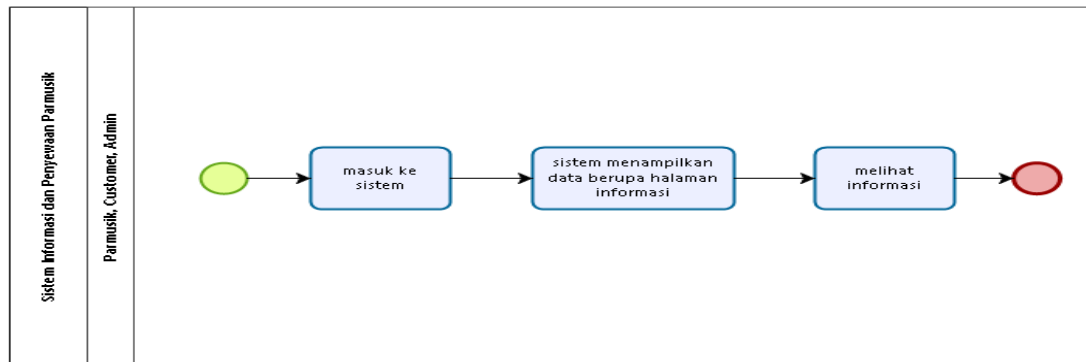 Sistem Informasi dan Penyewaan Parmusik
Parmusik, Customer, Admin
masuk ke
sistem
sistem menampilkan
data berupa halaman
informasi
melihat
informasi